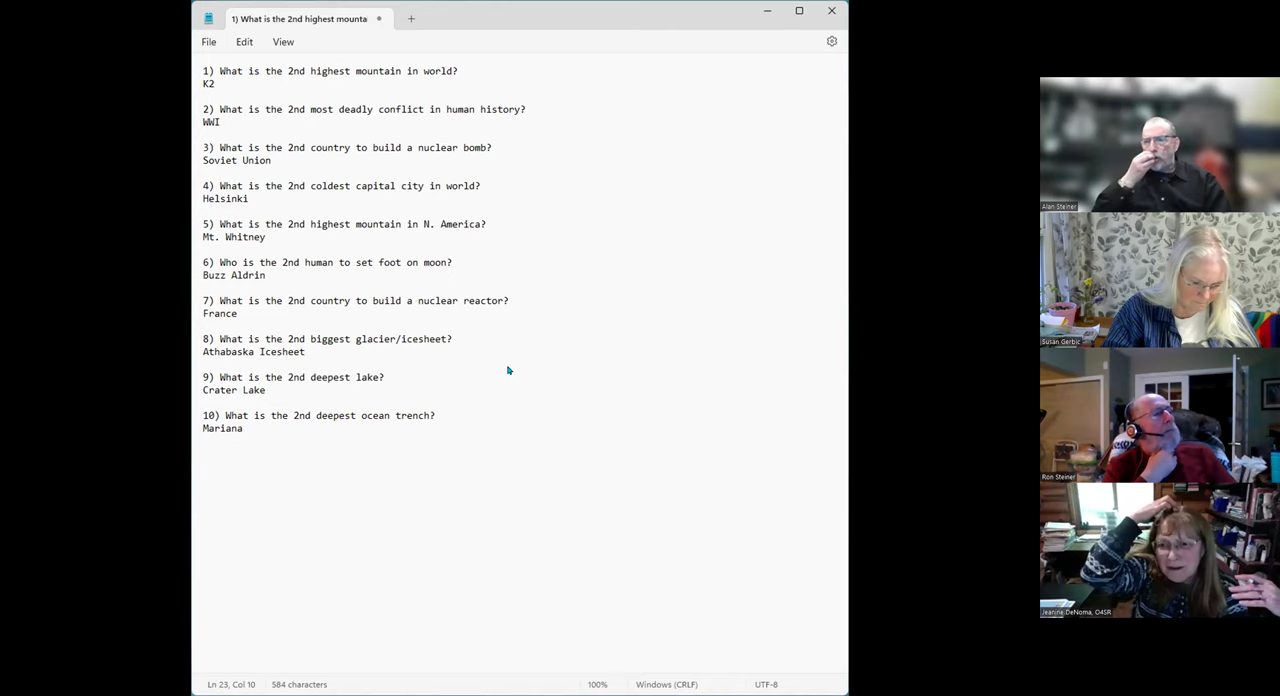 1) What is the 2nd highest mounta
File Edit View
1) What is the 2nd highest mountain in world?
K2
2) What is the 2nd most deadly conflict in human history?
WWI
3) What is the 2nd country to build a nuclear bomb?
Soviet Union
4) What is the 2nd coldest capital city in world?
Helsinki
5) What is the 2nd highest mountain in N. America?
Mt. Whitney
6) Who is the 2nd human to set foot on moon?
Buzz Aldrin
7) What is the 2nd country to build a nuclear reactor?
France
8) What is the 2nd biggest glacier/icesheet?
Athabaska Icesheet
9) What is the 2nd deepest lake?
Crater Lake
10) What is the 2nd deepest ocean trench?
Mariana
Ln 23, Col 10 584 characters 100% Windows (CRLF) UTF-8
Alan Steiner
Susan Gerbic
Ron Steiner
Jeanine DeNoma, O4SR